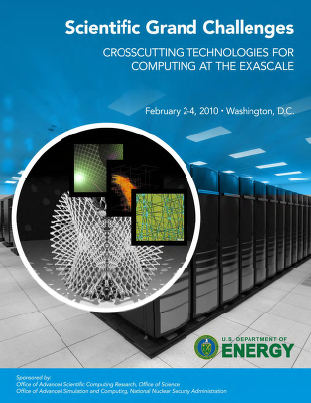 Scientific Grand Challenges
CROSSCUTTING TECHNOLOGIES FOR
COMPUTING AT THE EXASCALE
February 2-4, 2010 • Washington, D.C.
U.S. DEPARTMENT OF
ENERGY
Sponsored by:
Office of Advanced Scientific Computing Research, Office of Science
Office of Advanced Simulation and Computing, National Nuclear Security Administration